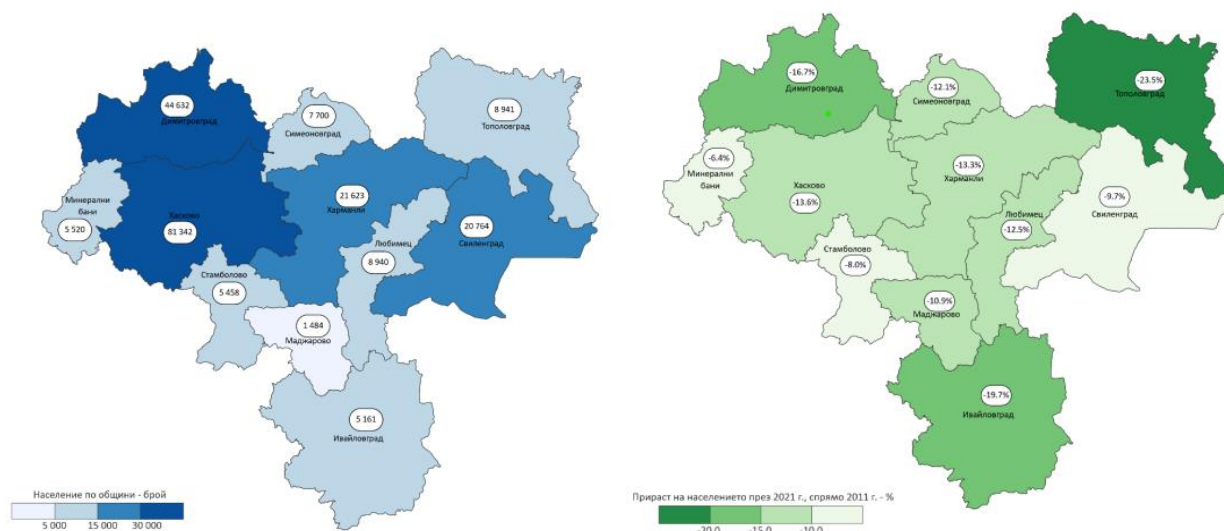 44 632
Димитровград
7 700
Симеоновград
8 941
Тополовград
Минерални
бани
5 520
Хасково
81 342
21 623
Харманли
Любимец
8 940
20 764
Свиленград
Стамболово
5 458
1 484
Маджарово
5 161
Ивайловград
Население по общини - брой
5 000 15 000 30 000
-16.7%
Димитровград
-12.1%
Симеоновград
-23.5%
Тополовград
-6.4%
Минерални
бани
Хасково
-13.6%
-13.3%
Харманли
Любимец
-12.5%
-9.7%
Свиленград
Стамболово
-8.0%
-10.9%
Маджарово
-19.7%
Ивайловград
Прираст на населението през 2021 г., спрямо 2011 г. - %
-20.0 -15.0 -10.0